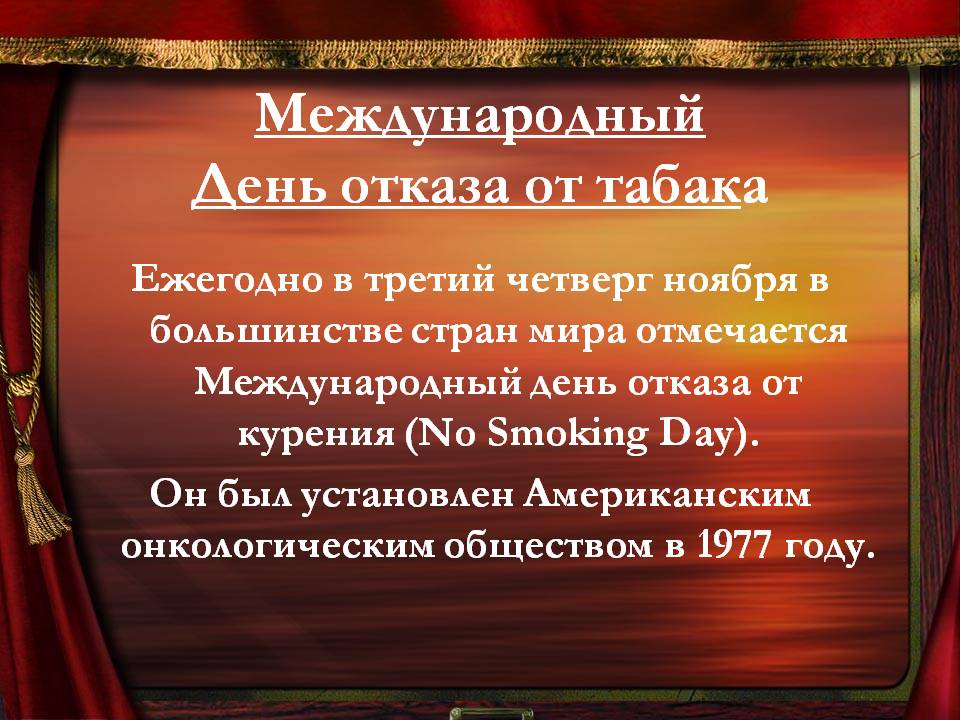 Международный
День отказа от табака
Ежегодно в третий четверг ноября в
большинстве стран мира отмечается
Международный день отказа от
курения (No Smoking Day).
Он был установлен Американским
онкологическим обществом в 1977 году.